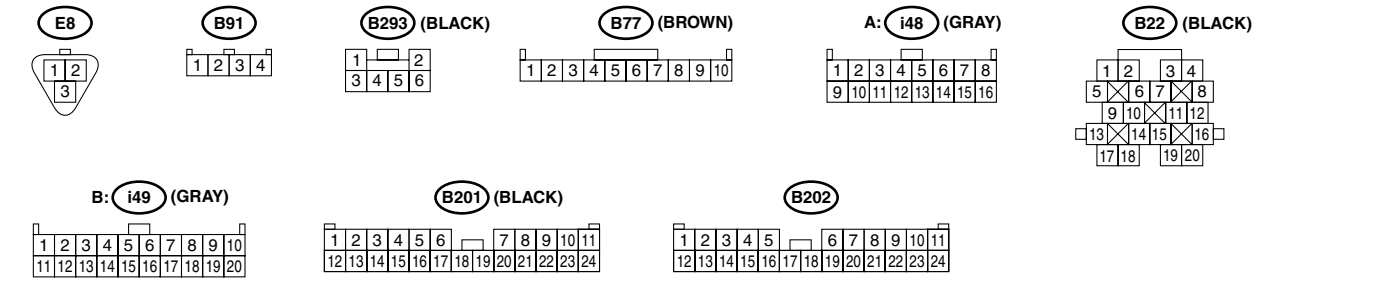 E8 B91 B293 (BLACK) B77 (BROWN) A: i48 (GRAY) B22 (BLACK)
1 2
3
1 2 3 4
1 2
3 4 5 6
1 2 3 4 5 6 7 8 9 10
1 2 3 4 5 6 7 8
9 10 11 12 13 14 15 16
1 2 3 4
5 6 7 8
9 10 11 12
13 14 15 16
17 18 19 20
B: i49 (GRAY) B201 (BLACK) B202
1 2 3 4 5 6 7 8 9 10
11 12 13 14 15 16 17 18 19 20
1 2 3 4 5 6 7 8 9 10 11
12 13 14 15 16 17 18 19 20 21 22 23 24
1 2 3 4 5 6 7 8 9 10 11
12 13 14 15 16 17 18 19 20 21 22 23 24